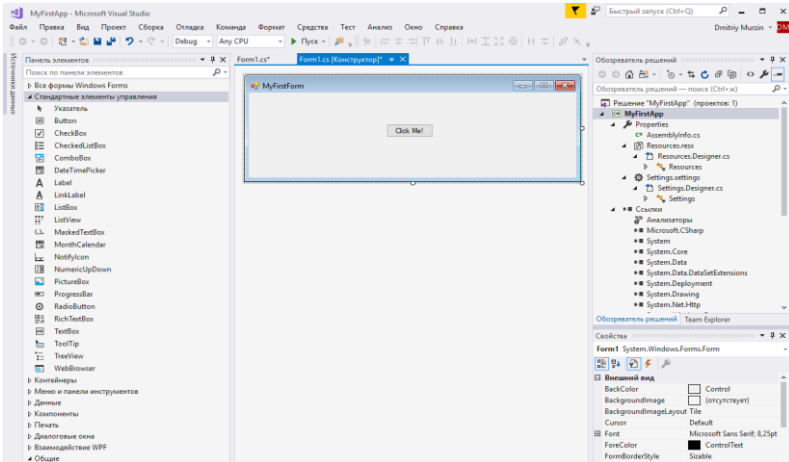 MyFirstApp - Microsoft Visual Studio
Быстрый запуск (Ctrl+Q)
Файл Правка Вид Проект Сборка Отладка Команда Формат Средства Тест Анализ Окно Справка
Dmitriy Murzin
DM
Debug Any CPU Пуск
Источники данных
Панель элементов
Поиск по панели элементов
Все формы Windows Forms
Стандартные элементы управления
Указатель
Button
CheckBox
CheckedListBox
ComboBox
DateTimePicker
Label
LinkLabel
ListBox
ListView
MaskedTextBox
MonthCalendar
NotifyIcon
NumericUpDown
PictureBox
ProgressBar
RadioButton
RichTextBox
TextBox
ToolTip
TreeView
WebBrowser
Контейнеры
Меню и панели инструментов
Данные
Компоненты
Печать
Диалоговые окна
Взаимодействие WPF
Общие
Form1.cs* Form1.cs [Конструктор]*
MyFirstForm
Click Me!
Обозреватель решений
Обозреватель решений — поиск (Ctrl+ж)
Решение "MyFirstApp" (проектов: 1)
MyFirstApp
Properties
AssemblyInfo.cs
Resources.resx
Resources.Designer.cs
Resources
Settings.settings
Settings.Designer.cs
Settings
Ссылки
Анализаторы
Microsoft.CSharp
System
System.Core
System.Data
System.Data.DataSetExtensions
System.Deployment
System.Drawing
System.Net.Http
Обозреватель решений Team Explorer
Свойства
Form1 System.Windows.Forms.Form
Внешний вид
BackColor Control
BackgroundImage (отсутствует)
BackgroundImageLayout Tile
Cursor Default
Font Microsoft Sans Serif; 8,25pt
ForeColor ControlText
FormBorderStyle Sizable